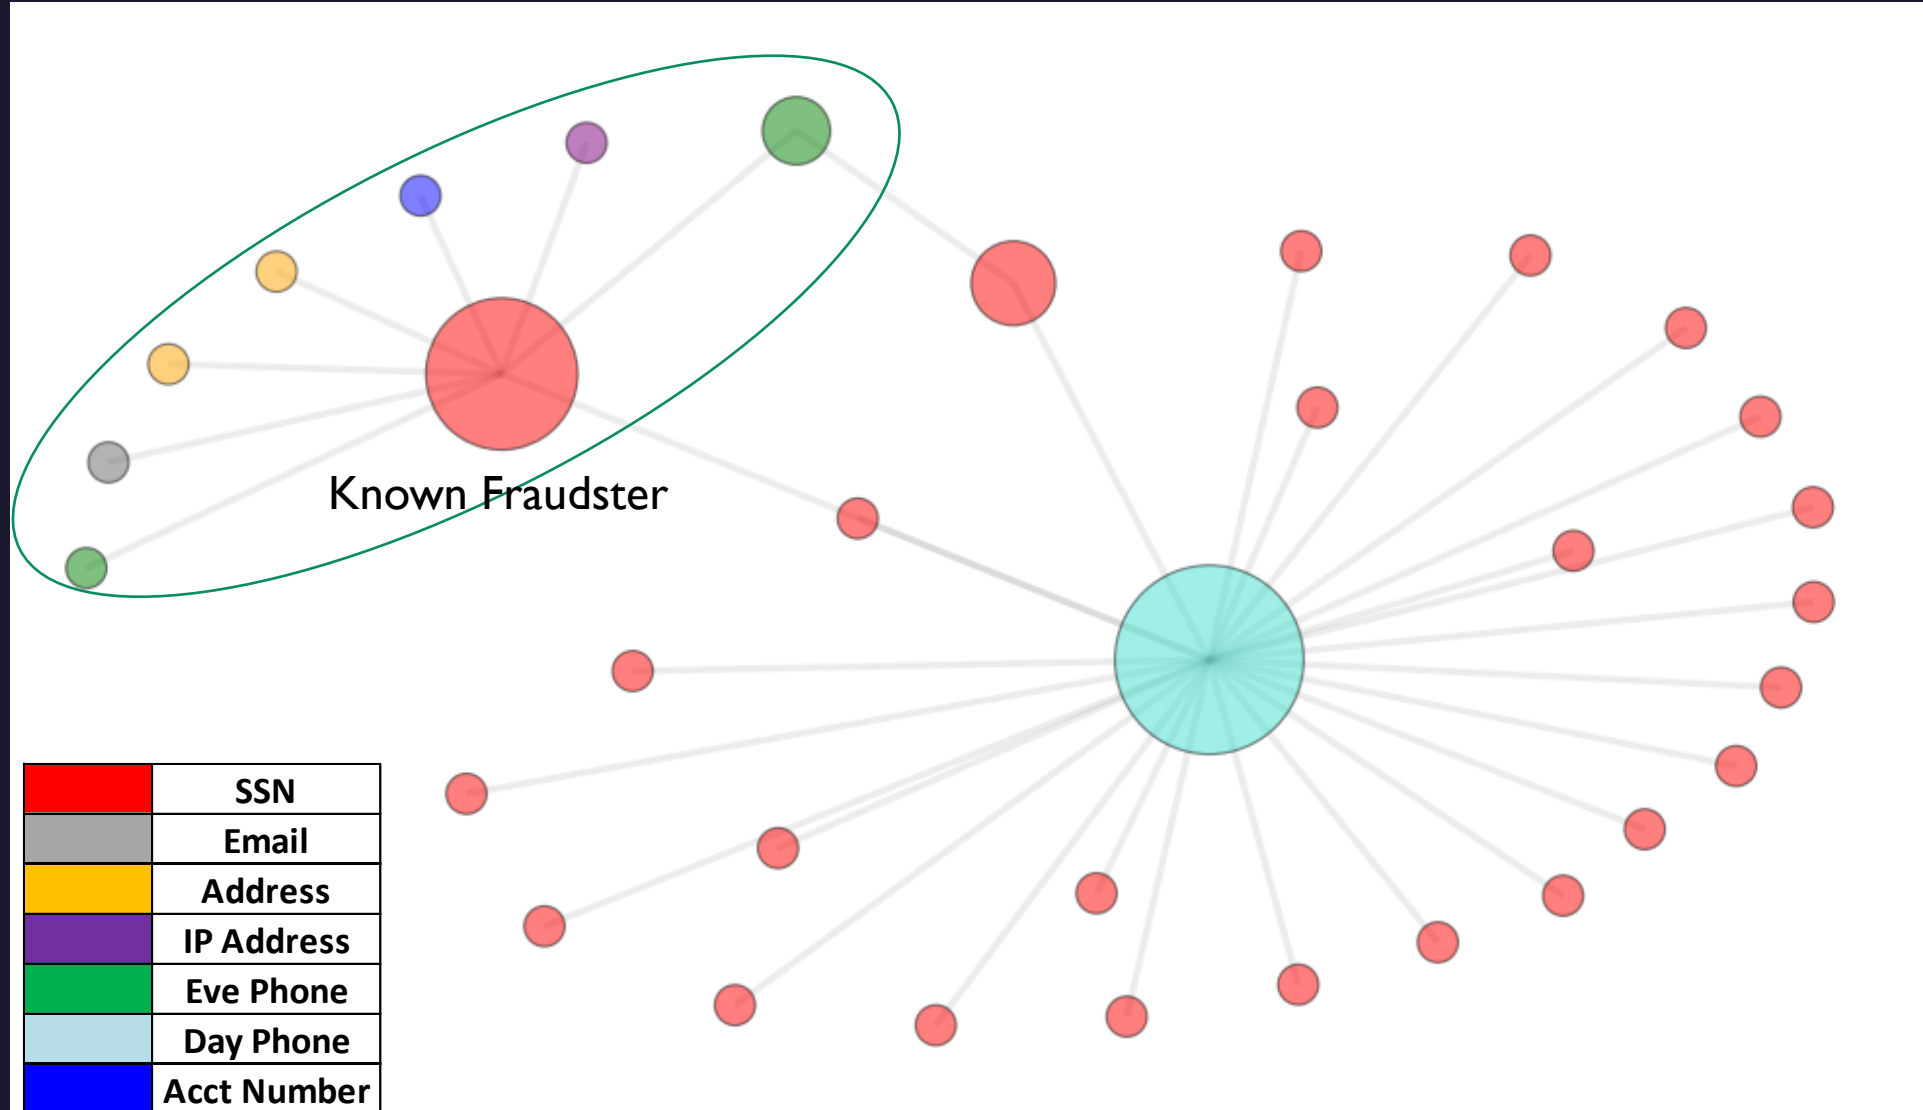 Known Fraudster
SSN
Email
Address
IP Address
Eve Phone
Day Phone
Acct Number